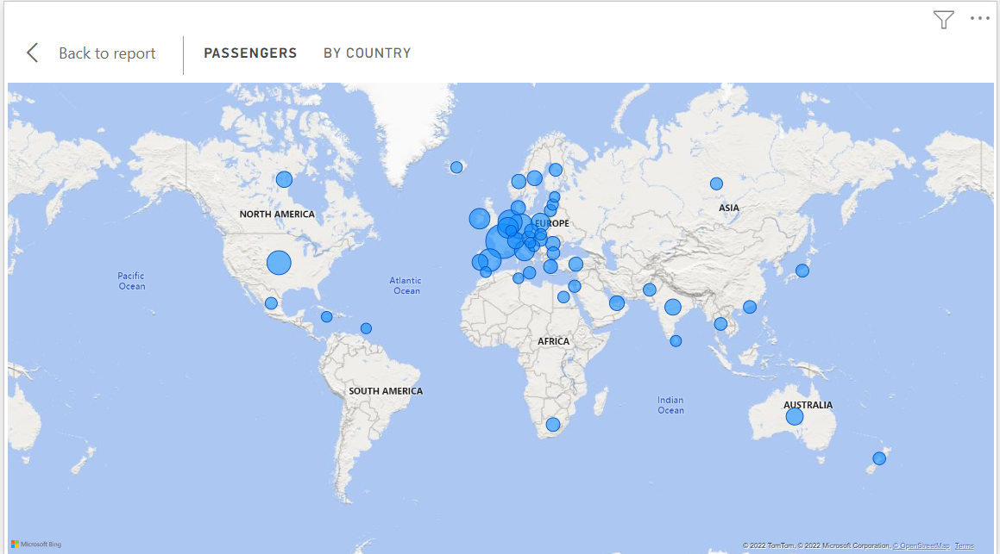 Back to report
PASSENGERS
BY COUNTRY
NORTH AMERICA
ASIA
EUROPE
Pacific
Ocean
Atlantic
Ocean
AFRICA
SOUTH AMERICA
Indian
Ocean
AUSTRALIA
Microsoft Bing
© 2022 TomTom, © 2022 Microsoft Corporation, © OpenStreetMap Terms